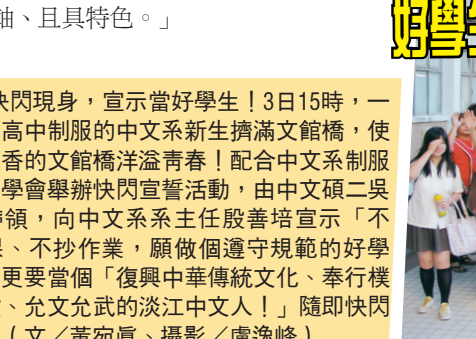 軸、且具特色。」
好學生
快閃現身，宣示當好學生！3日15時，一
高中制服的中文系新生擠滿文館橋，使
香的文館橋洋溢青春！配合中文系制服
學會舉辦快閃宣誓活動，由中文碩二吳
領，向中文系系主任殷善培宣示「不
、不抄作業，願做個遵守規範的好學
更要當個「復興中華傳統文化、奉行樸
、允文允武的淡江中文人！」隨即快閃
（文／黃宛真、攝影／盧逸峰）